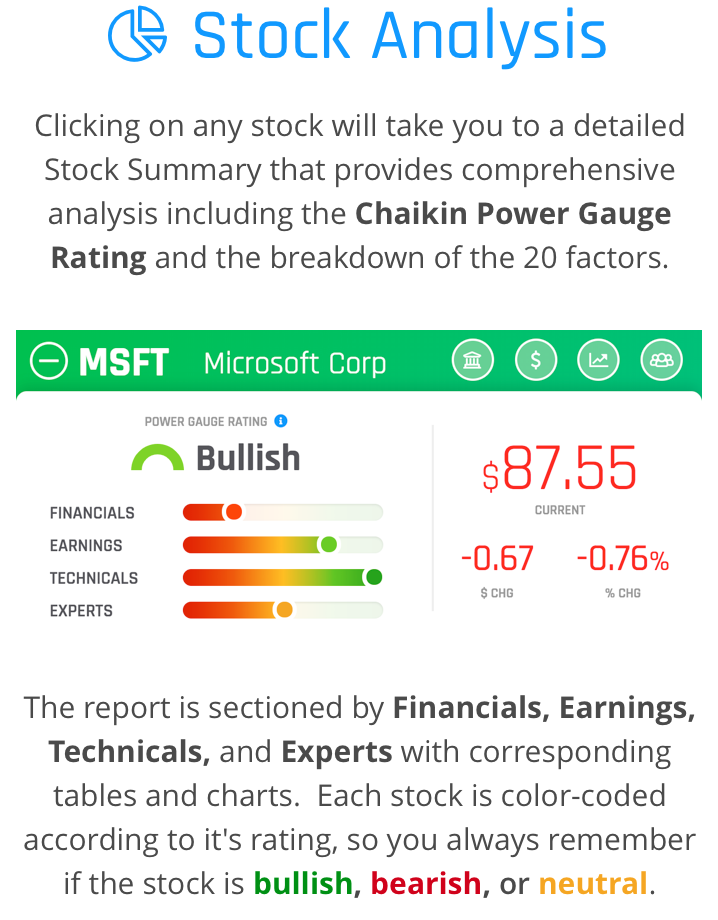 Stock Analysis
Clicking on any stock will take you to a detailed
Stock Summary that provides comprehensive
analysis including the Chaikin Power Gauge
Rating and the breakdown of the 20 factors.
MSFT Microsoft Corp $
POWER GAUGE RATING i
Bullish
FINANCIALS
EARNINGS
TECHNICALS
EXPERTS
$87.55
CURRENT
-0.67 -0.76%
$ CHG % CHG
The report is sectioned by Financials, Earnings,
Technicals, and Experts with corresponding
tables and charts.  Each stock is color-coded
according to it's rating, so you always remember
if the stock is bullish, bearish, or neutral.